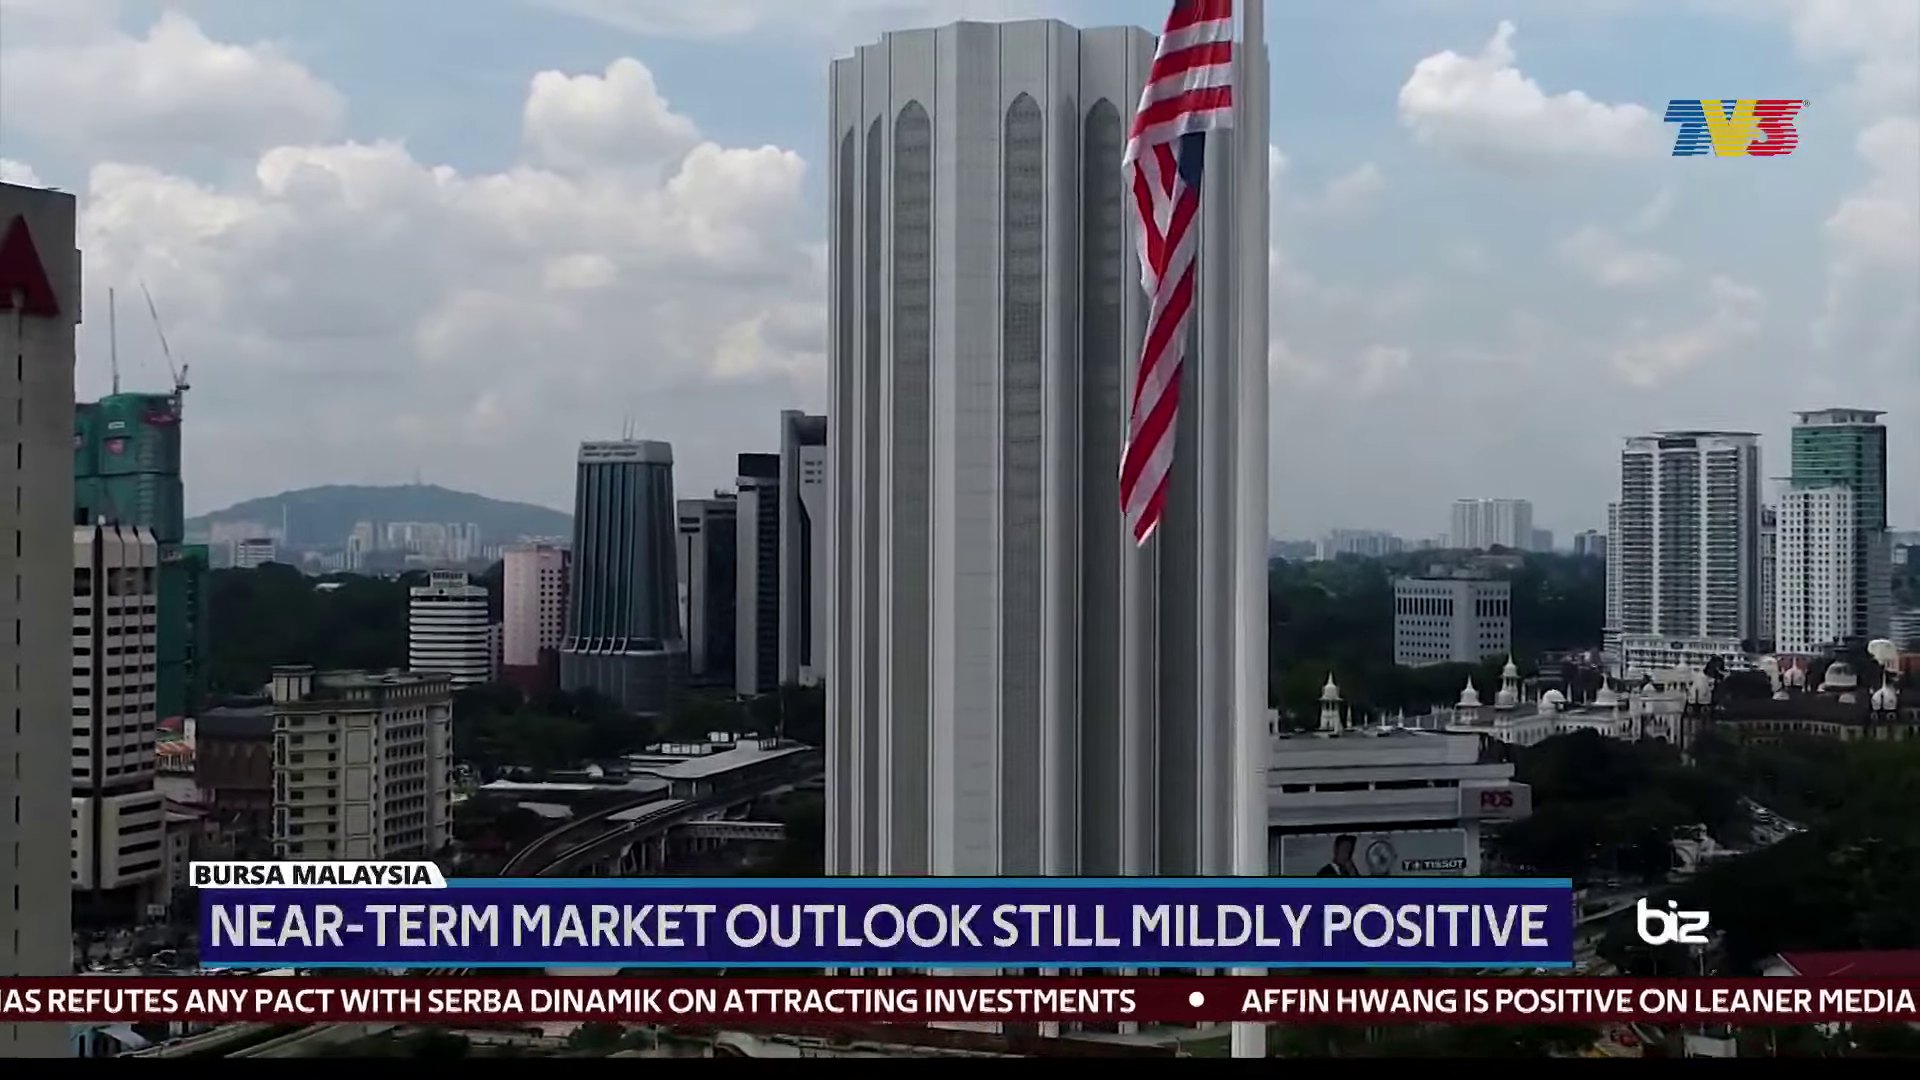 TV3
POS
TISSOT
BURSA MALAYSIA
NEAR-TERM MARKET OUTLOOK STILL MILDLY POSITIVE
biz
IAS REFUTES ANY PACT WITH SERBA DINAMIK ON ATTRACTING INVESTMENTS • AFFIN HWANG IS POSITIVE ON LEANER MEDIA